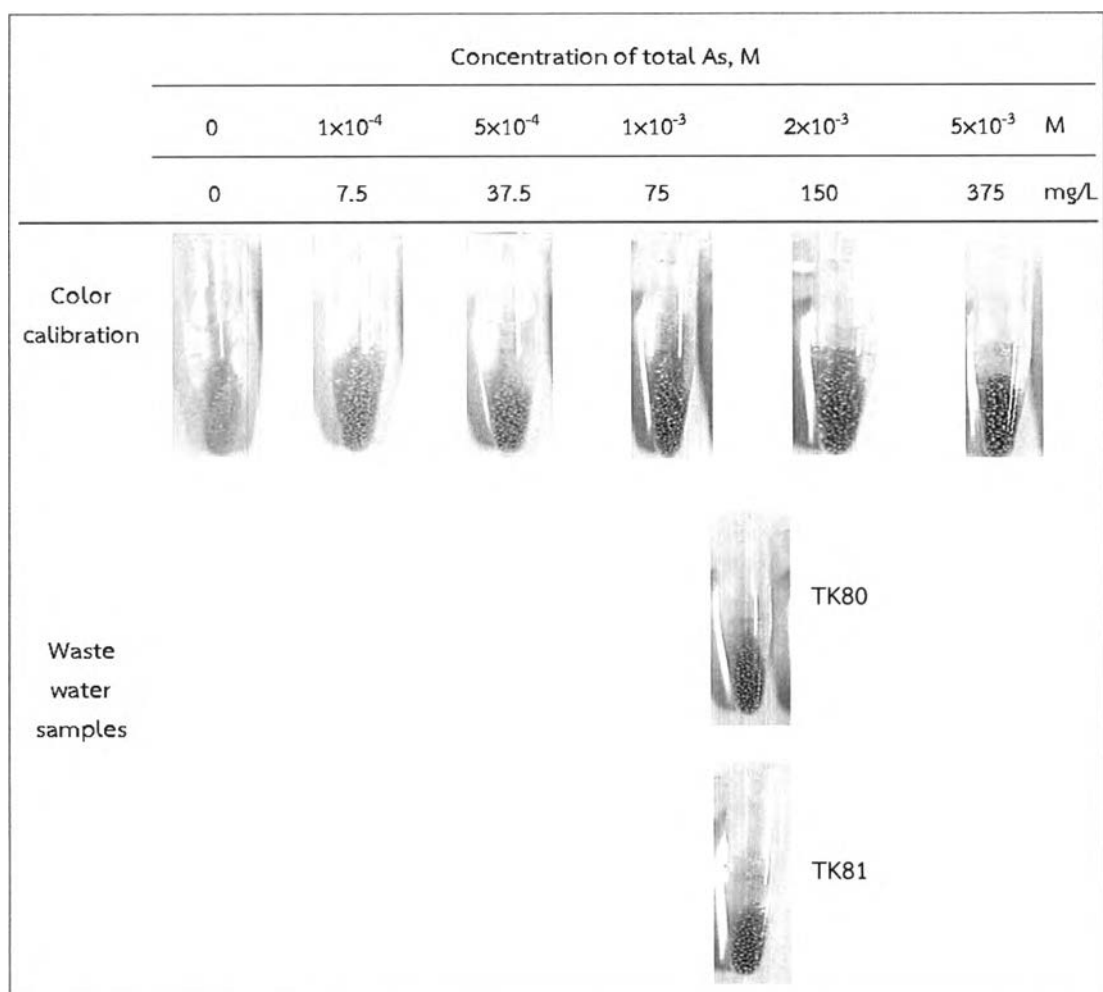 Concentration of total As, M
0 1×10⁻⁴ 5×10⁻⁴ 1×10⁻³ 2×10⁻³ 5×10⁻³ M
0 7.5 37.5 75 150 375 mg/L
Color
calibration
TK80
Waste
water
samples
TK81